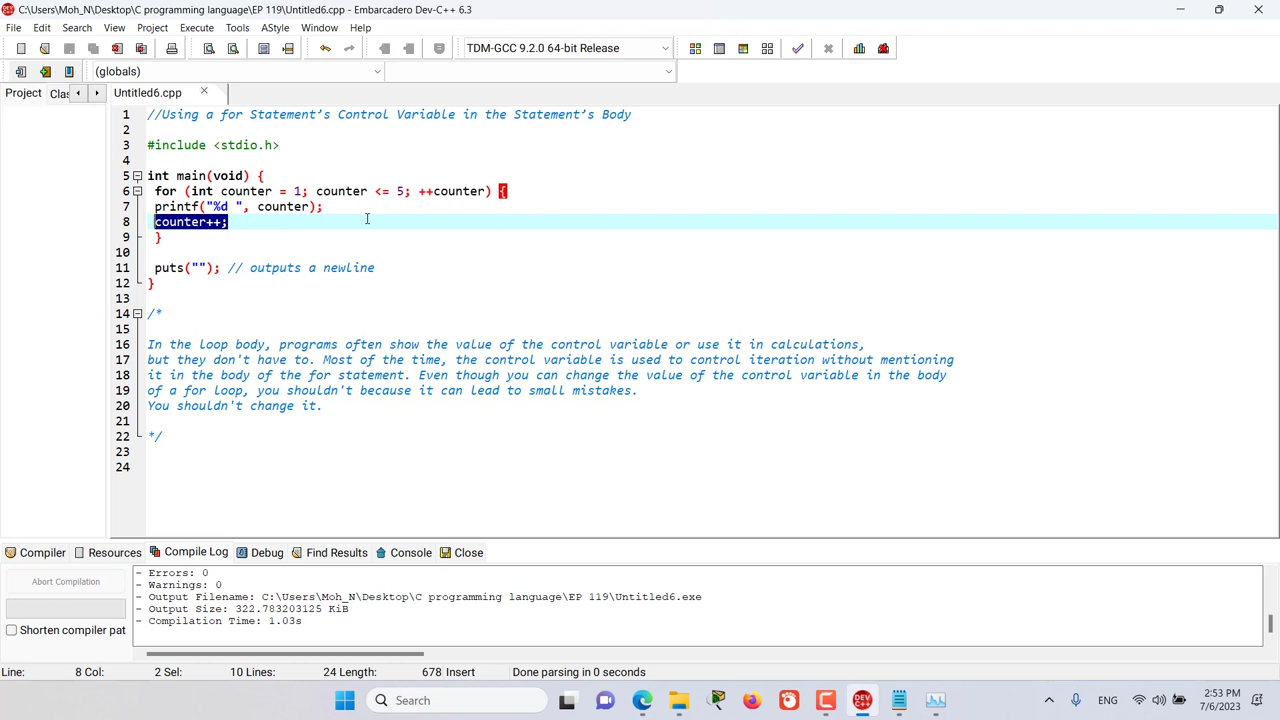 C:\Users\Moh_N\Desktop\C programming language\EP 119\Untitled6.cpp - Embarcadero Dev-C++ 6.3
File Edit Search View Project Execute Tools AStyle Window Help
TDM-GCC 9.2.0 64-bit Release
(globals)
Project Clas Untitled6.cpp
1 //Using a for Statement’s Control Variable in the Statement’s Body
2
3 #include <stdio.h>
4
5 int main(void) {
6 for (int counter = 1; counter <= 5; ++counter) {
7 printf("%d ", counter);
8 counter++;
9 }
10
11 puts(""); // outputs a newline
12 }
13
14 /*
15
16 In the loop body, programs often show the value of the control variable or use it in calculations,
17 but they don't have to. Most of the time, the control variable is used to control iteration without mentioning
18 it in the body of the for statement. Even though you can change the value of the control variable in the body
19 of a for loop, you shouldn't because it can lead to small mistakes.
20 You shouldn't change it.
21
22 */
23
24
Compiler Resources Compile Log Debug Find Results Console Close
Abort Compilation
Shorten compiler pat
- Errors: 0
- Warnings: 0
- Output Filename: C:\Users\Moh_N\Desktop\C programming language\EP 119\Untitled6.exe
- Output Size: 322.783203125 KiB
- Compilation Time: 1.03s
Line: 8 Col: 2 Sel: 10 Lines: 24 Length: 678 Insert Done parsing in 0 seconds
Search
DEV C++
ENG
2:53 PM
7/6/2023